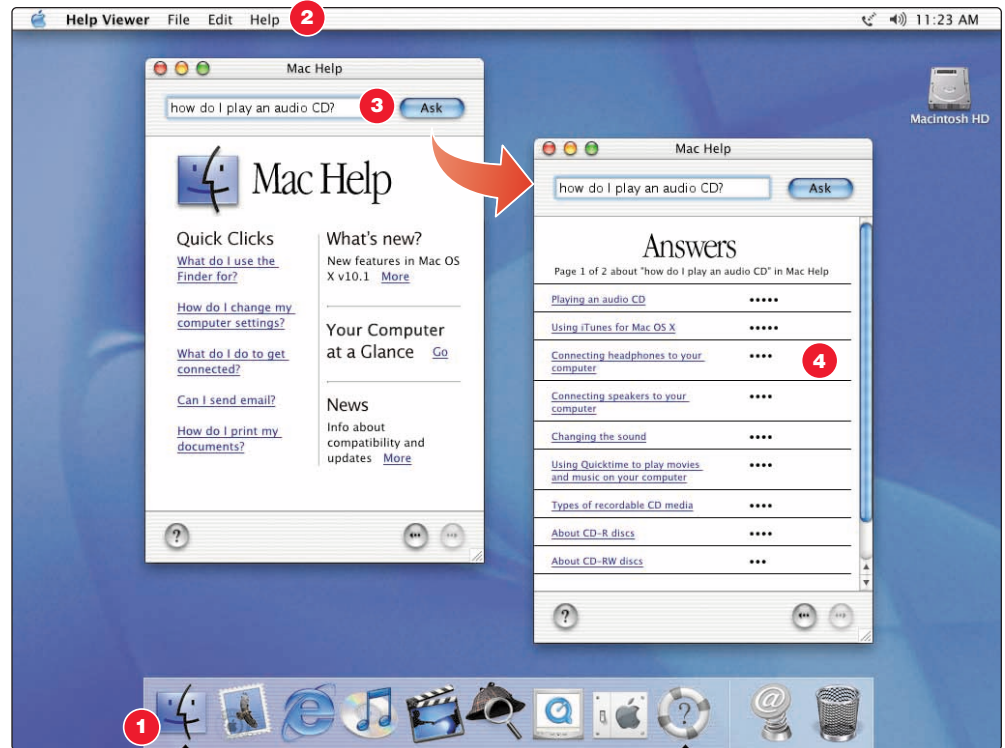 Help Viewer File Edit Help 2 11:23 AM
Mac Help
how do I play an audio CD? 3 Ask
Mac Help
Quick Clicks
What do I use the
Finder for?
How do I change my
computer settings?
What do I do to get
connected?
Can I send email?
How do I print my
documents?
What's new?
New features in Mac OS
X v10.1 More
Your Computer
at a Glance Go
News
Info about
compatibility and
updates More
?
Macintosh HD
Mac Help
how do I play an audio CD? Ask
Answers
Page 1 of 2 about "how do I play an audio CD" in Mac Help
Playing an audio CD •••••
Using iTunes for Mac OS X •••••
Connecting headphones to your ••••
computer
4
Connecting speakers to your ••••
computer
Changing the sound ••••
Using Quicktime to play movies ••••
and music on your computer
Types of recordable CD media ••••
About CD-R discs •••
About CD-RW discs •••
?
1
@
?